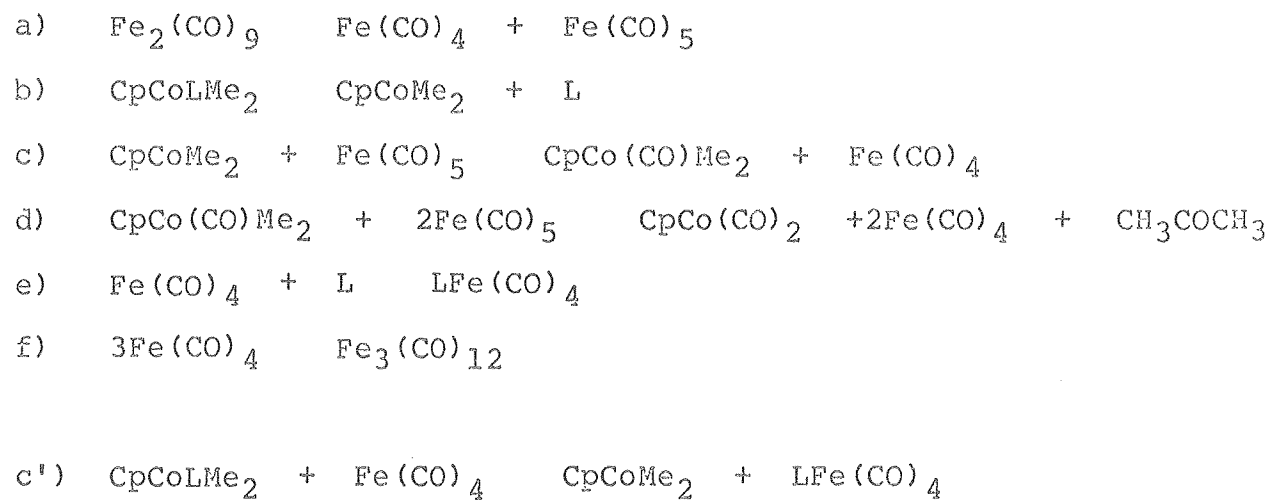 a) Fe2(CO)9 Fe(CO)4 + Fe(CO)5
b) CpCoLMe2 CpCoMe2 + L
c) CpCoMe2 + Fe(CO)5 CpCo(CO)Me2 + Fe(CO)4
d) CpCo(CO)Me2 + 2Fe(CO)5 CpCo(CO)2 +2Fe(CO)4 + CH3COCH3
e) Fe(CO)4 + L LFe(CO)4
f) 3Fe(CO)4 Fe3(CO)12
c') CpCoLMe2 + Fe(CO)4 CpCoMe2 + LFe(CO)4